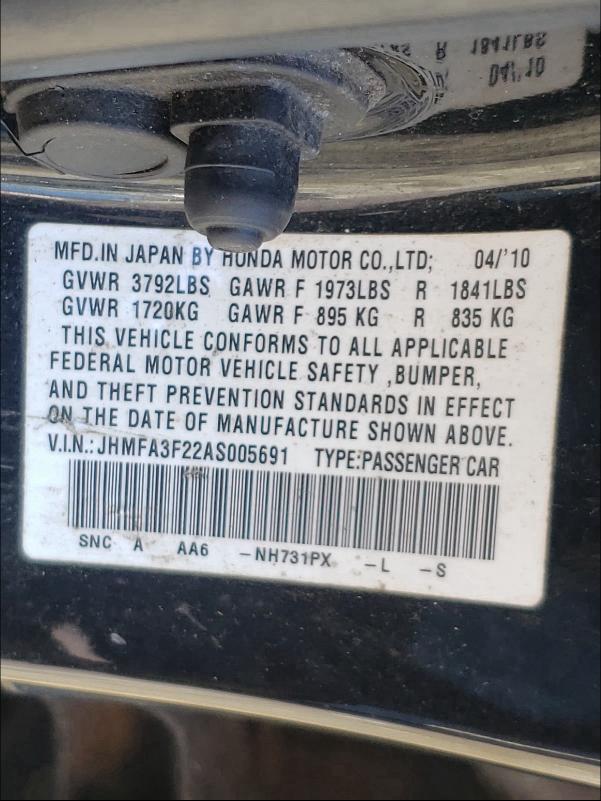 MFD.IN JAPAN BY HONDA MOTOR CO.,LTD; 04/'10
GVWR 3792LBS GAWR F 1973LBS R 1841LBS
GVWR 1720KG GAWR F 895 KG R 835 KG
THIS VEHICLE CONFORMS TO ALL APPLICABLE
FEDERAL MOTOR VEHICLE SAFETY ,BUMPER,
AND THEFT PREVENTION STANDARDS IN EFFECT
ON THE DATE OF MANUFACTURE SHOWN ABOVE.
V.I.N.: JHMFA3F22AS005691 TYPE:PASSENGER CAR
SNC A AA6 –NH731PX –L –S